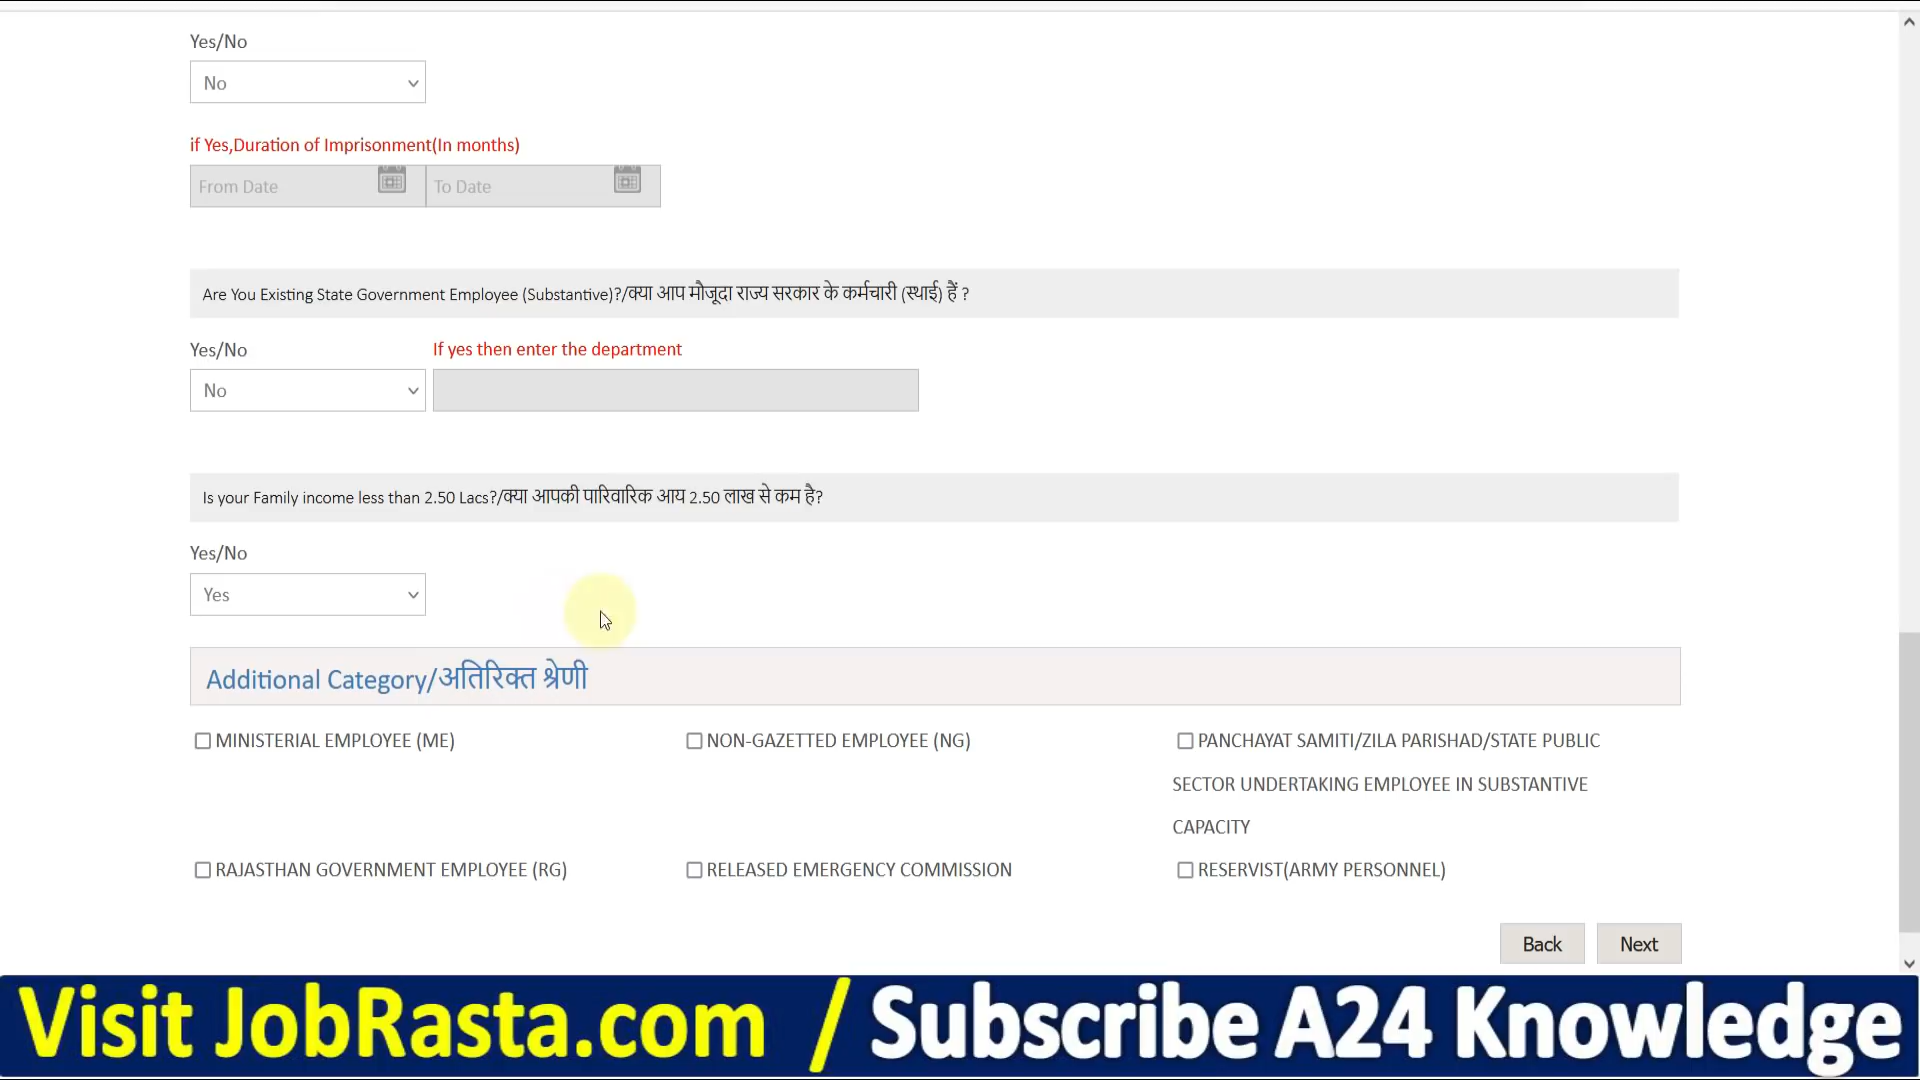 Yes/No
No
if Yes,Duration of Imprisonment(In months)
From Date To Date
Are You Existing State Government Employee (Substantive)?/क्या आप मौजूदा राज्य सरकार के कर्मचारी (स्थाई) हैं ?
Yes/No If yes then enter the department
No
Is your Family income less than 2.50 Lacs?/क्या आपकी पारिवारिक आय 2.50 लाख से कम है?
Yes/No
Yes
Additional Category/अतिरिक्त श्रेणी
MINISTERIAL EMPLOYEE (ME) NON-GAZETTED EMPLOYEE (NG) PANCHAYAT SAMITI/ZILA PARISHAD/STATE PUBLIC
SECTOR UNDERTAKING EMPLOYEE IN SUBSTANTIVE
CAPACITY
RAJASTHAN GOVERNMENT EMPLOYEE (RG) RELEASED EMERGENCY COMMISSION RESERVIST(ARMY PERSONNEL)
Back Next
Visit JobRasta.com / Subscribe A24 Knowledge